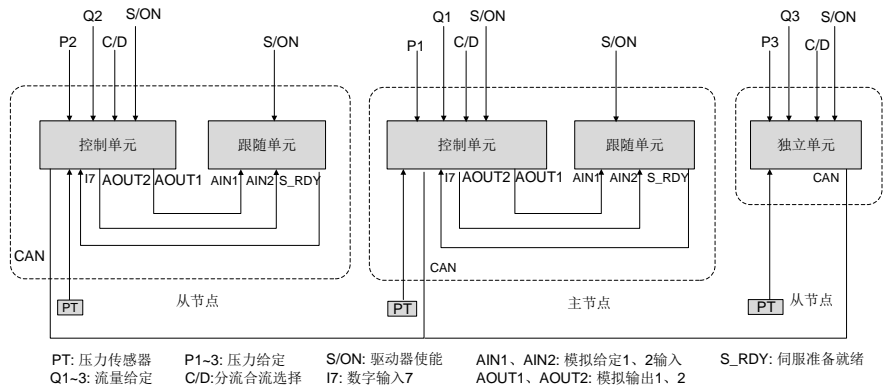 Q2 S/ON Q1 S/ON Q3 S/ON
P2 C/D S/ON P1 C/D S/ON P3 C/D
控制单元 跟随单元 控制单元 跟随单元 独立单元
I7 AOUT2 AOUT1 AIN1 AIN2 S_RDY I7 AOUT2 AOUT1 AIN1 AIN2 S_RDY CAN
CAN CAN
PT 从节点 PT 主节点 PT 从节点
PT: 压力传感器 P1~3: 压力给定 S/ON: 驱动器使能 AIN1、AIN2: 模拟给定1、2输入 S_RDY: 伺服准备就绪
Q1~3: 流量给定 C/D:分流合流选择 I7: 数字输入7 AOUT1、AOUT2: 模拟输出1、2